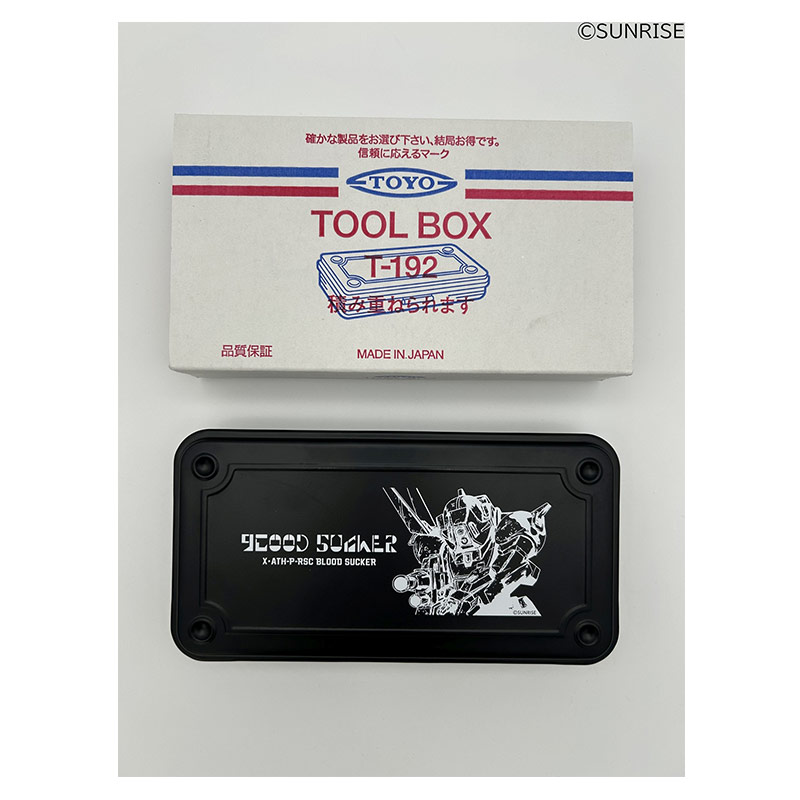 ©SUNRISE
確かな製品をお選び下さい、結局お得です。
信頼に応えるマーク
TOYO
TOOL BOX
T-192
積み重ねられます
品質保証
MADE IN JAPAN
BLOOD SUCKER
X・ATH-P-RSC BLOOD SUCKER
©SUNRISE